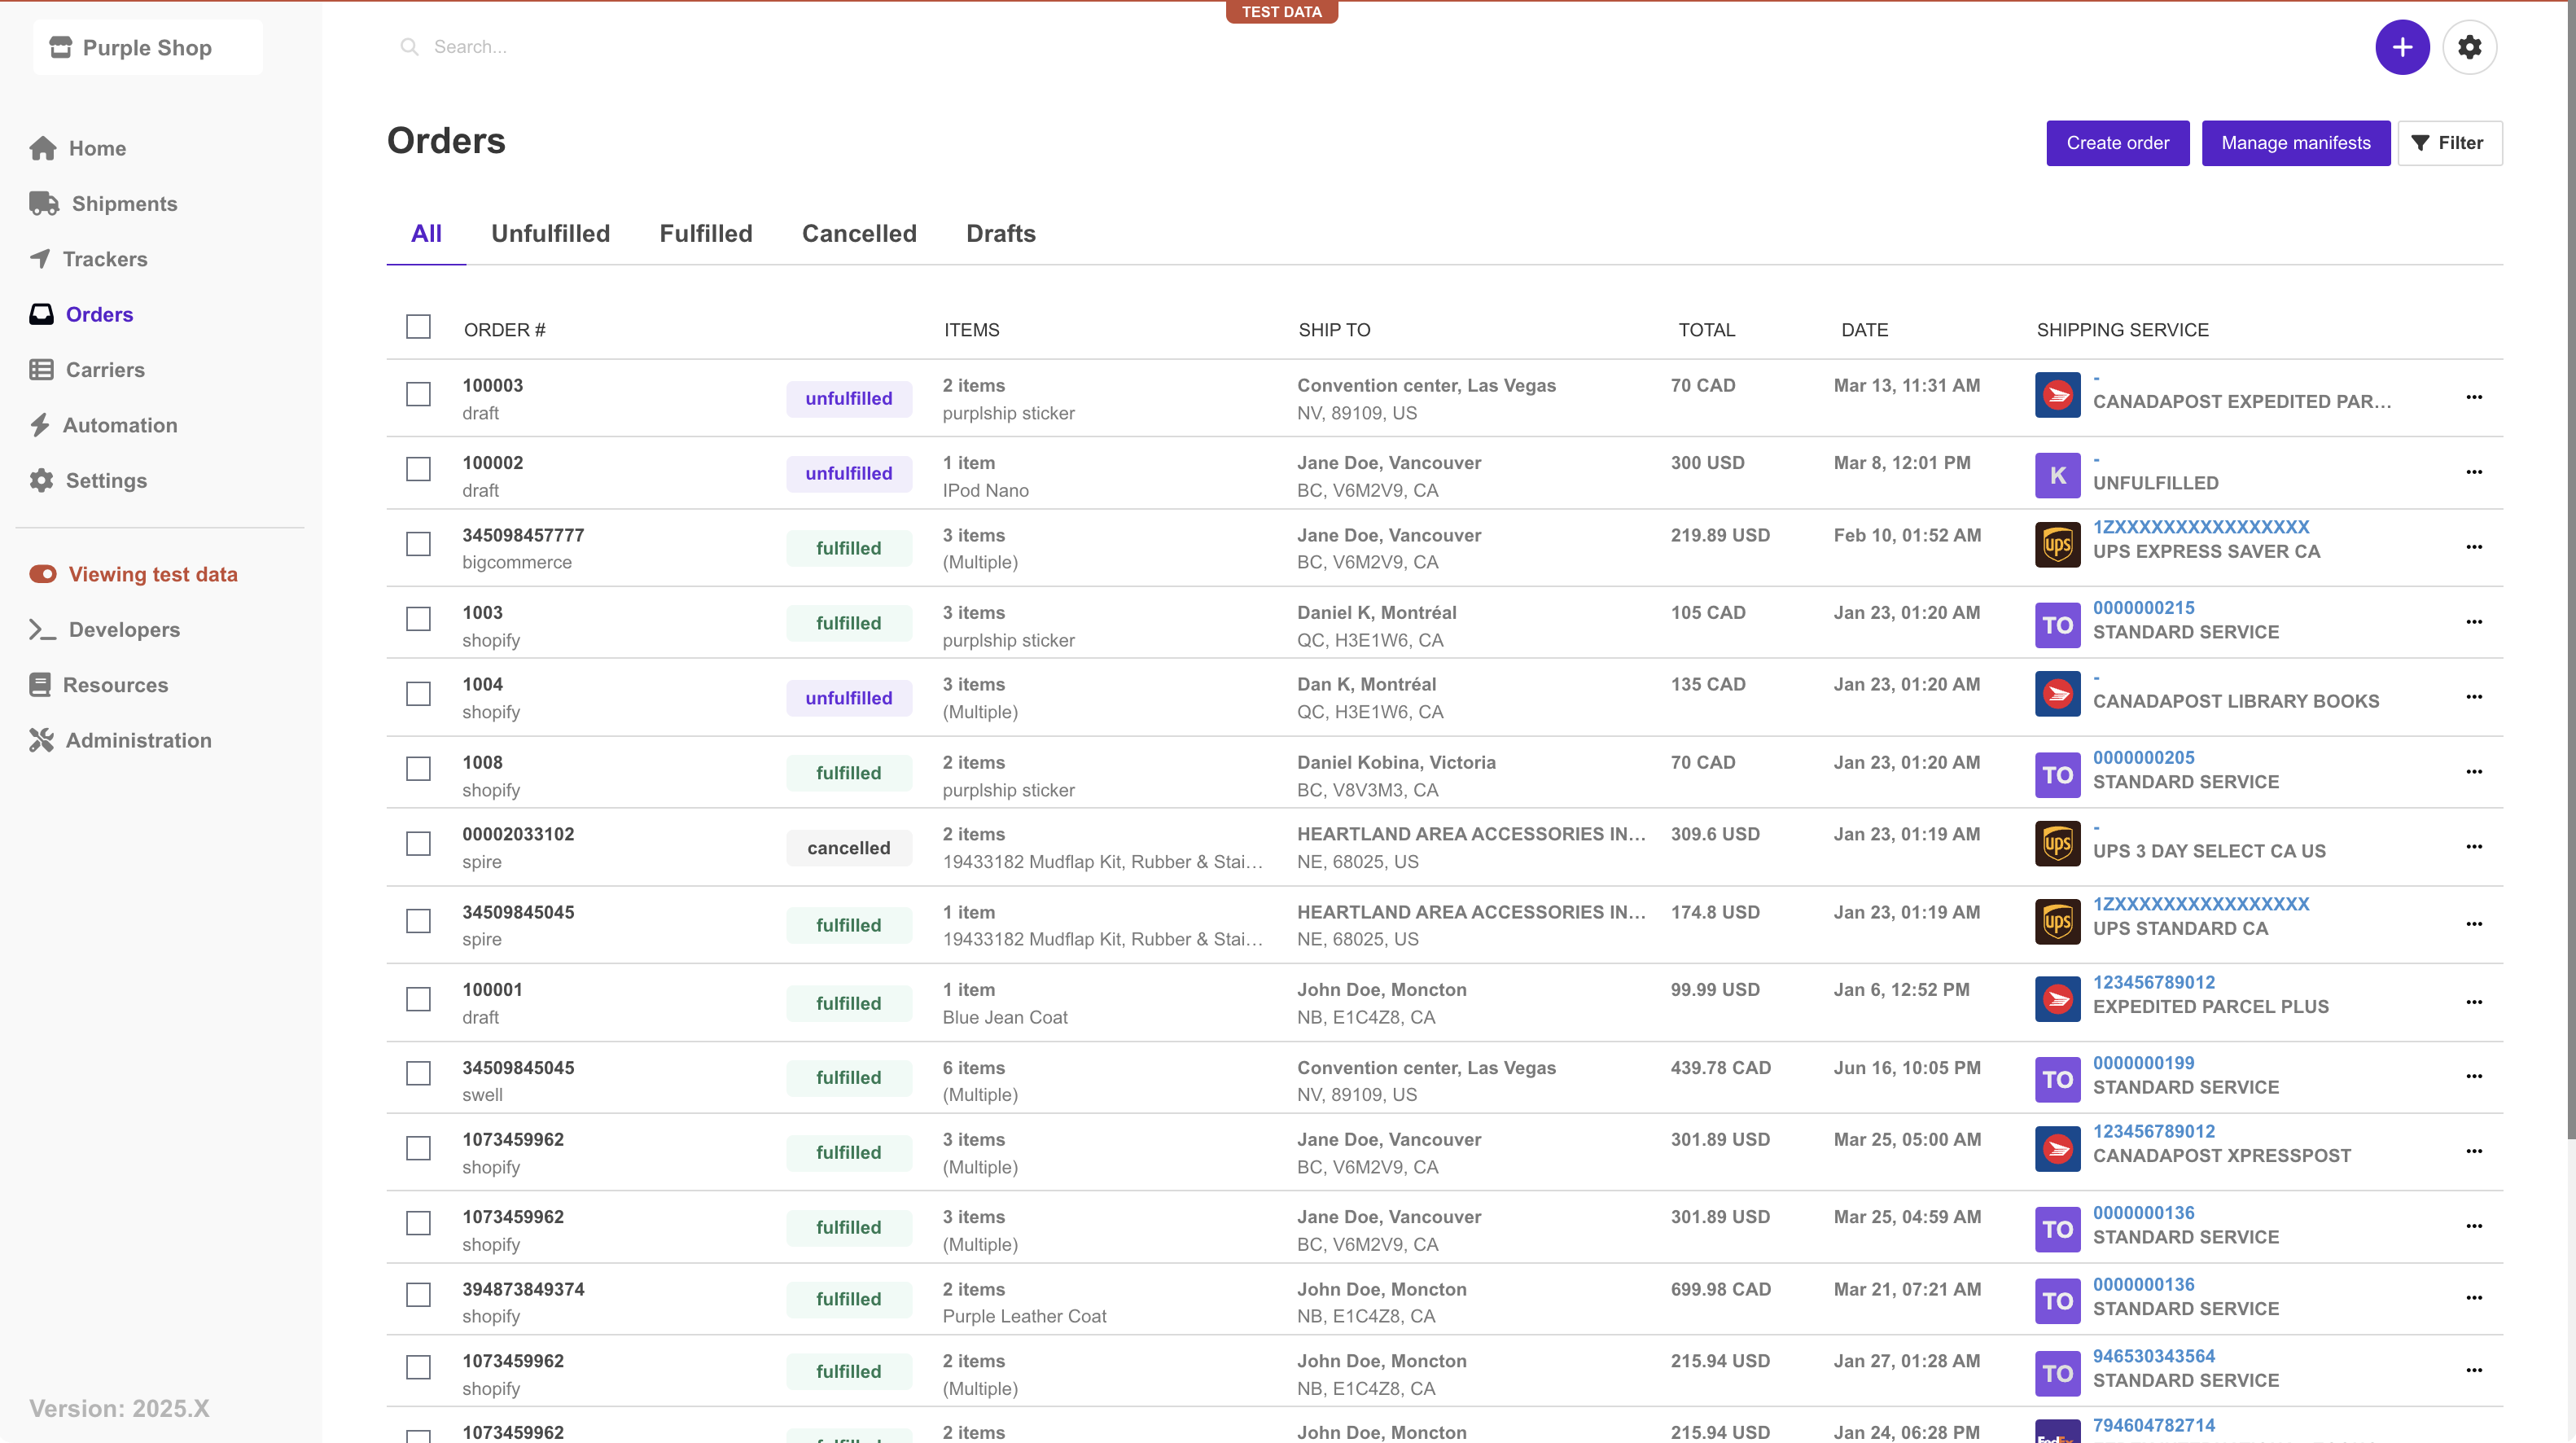 TEST DATA
Purple Shop
Search...
Home
Shipments
Trackers
Orders
Carriers
Automation
Settings
Viewing test data
Developers
Resources
Administration
Version: 2025.X
Orders
Create order
Manage manifests
Filter
All Unfulfilled Fulfilled Cancelled Drafts
ORDER # ITEMS SHIP TO TOTAL DATE SHIPPING SERVICE
100003 unfulfilled 2 items Convention center, Las Vegas 70 CAD Mar 13, 11:31 AM -
draft purplship sticker NV, 89109, US CANADAPOST EXPEDITED PAR...
100002 unfulfilled 1 item Jane Doe, Vancouver 300 USD Mar 8, 12:01 PM K -
draft IPod Nano BC, V6M2V9, CA UNFULFILLED
345098457777 fulfilled 3 items Jane Doe, Vancouver 219.89 USD Feb 10, 01:52 AM ups 1ZXXXXXXXXXXXXXXXX
bigcommerce (Multiple) BC, V6M2V9, CA UPS EXPRESS SAVER CA
1003 fulfilled 3 items Daniel K, Montréal 105 CAD Jan 23, 01:20 AM TO 0000000215
shopify purplship sticker QC, H3E1W6, CA STANDARD SERVICE
1004 unfulfilled 3 items Dan K, Montréal 135 CAD Jan 23, 01:20 AM -
shopify (Multiple) QC, H3E1W6, CA CANADAPOST LIBRARY BOOKS
1008 fulfilled 2 items Daniel Kobina, Victoria 70 CAD Jan 23, 01:20 AM TO 0000000205
shopify purplship sticker BC, V8V3M3, CA STANDARD SERVICE
00002033102 cancelled 2 items HEARTLAND AREA ACCESSORIES IN... 309.6 USD Jan 23, 01:19 AM ups -
spire 19433182 Mudflap Kit, Rubber & Stai... NE, 68025, US UPS 3 DAY SELECT CA US
34509845045 fulfilled 1 item HEARTLAND AREA ACCESSORIES IN... 174.8 USD Jan 23, 01:19 AM ups 1ZXXXXXXXXXXXXXXXX
spire 19433182 Mudflap Kit, Rubber & Stai... NE, 68025, US UPS STANDARD CA
100001 fulfilled 1 item John Doe, Moncton 99.99 USD Jan 6, 12:52 PM 123456789012
draft Blue Jean Coat NB, E1C4Z8, CA EXPEDITED PARCEL PLUS
34509845045 fulfilled 6 items Convention center, Las Vegas 439.78 CAD Jun 16, 10:05 PM TO 0000000199
swell (Multiple) NV, 89109, US STANDARD SERVICE
1073459962 fulfilled 3 items Jane Doe, Vancouver 301.89 USD Mar 25, 05:00 AM 123456789012
shopify (Multiple) BC, V6M2V9, CA CANADAPOST XPRESSPOST
1073459962 fulfilled 3 items Jane Doe, Vancouver 301.89 USD Mar 25, 04:59 AM TO 0000000136
shopify (Multiple) BC, V6M2V9, CA STANDARD SERVICE
394873849374 fulfilled 2 items John Doe, Moncton 699.98 CAD Mar 21, 07:21 AM TO 0000000136
shopify Purple Leather Coat NB, E1C4Z8, CA STANDARD SERVICE
1073459962 fulfilled 2 items John Doe, Moncton 215.94 USD Jan 27, 01:28 AM TO 946530343564
shopify (Multiple) NB, E1C4Z8, CA STANDARD SERVICE
1073459962 2 items John Doe, Moncton 215.94 USD Jan 24, 06:28 PM FedEx 794604782714